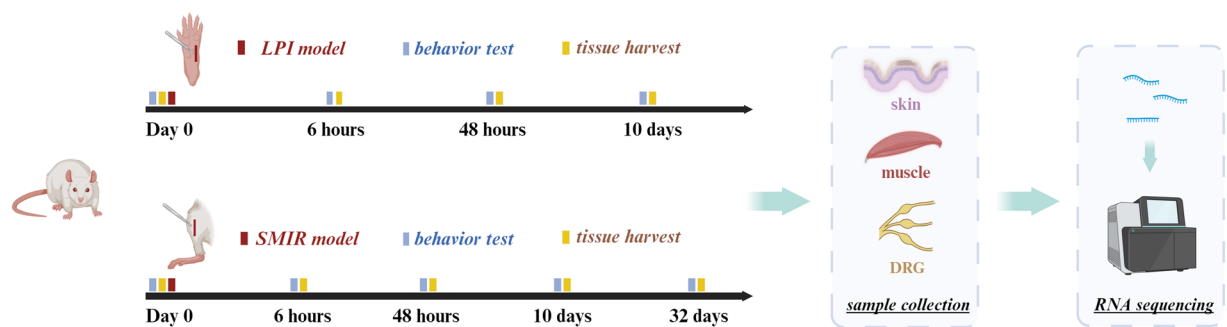 LPI model
behavior test
tissue harvest
Day 0
6 hours
48 hours
10 days
SMIR model
behavior test
tissue harvest
Day 0
6 hours
48 hours
10 days
32 days
skin
muscle
DRG
sample collection
RNA sequencing